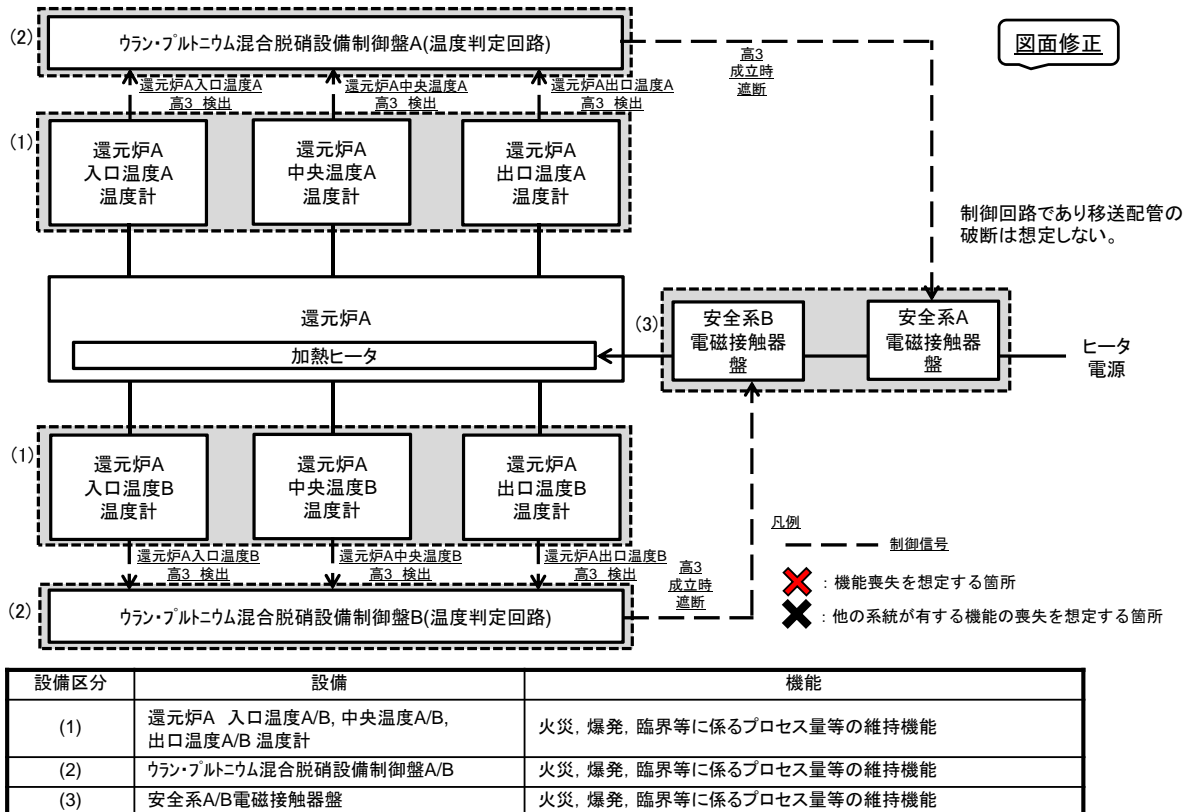 図面修正
(2)
ウラン・プルトニウム混合脱硝設備制御盤A(温度判定回路)
高3
成立時
遮断
還元炉A入口温度A
高3 検出
還元炉A中央温度A
高3 検出
還元炉A出口温度A
高3 検出
(1)
還元炉A
入口温度A
温度計
還元炉A
中央温度A
温度計
還元炉A
出口温度A
温度計
制御回路であり移送配管の
破断は想定しない。
還元炉A
加熱ヒータ
(3)
安全系B
電磁接触器
盤
安全系A
電磁接触器
盤
ヒータ
電源
(1)
還元炉A
入口温度B
温度計
還元炉A
中央温度B
温度計
還元炉A
出口温度B
温度計
還元炉A入口温度B
高3 検出
還元炉A中央温度B
高3 検出
還元炉A出口温度B
高3 検出
高3
成立時
遮断
(2)
ウラン・プルトニウム混合脱硝設備制御盤B(温度判定回路)
凡例
制御信号
：機能喪失を想定する箇所
：他の系統が有する機能の喪失を想定する箇所
設備区分 設備 機能
(1) 還元炉A 入口温度A/B, 中央温度A/B, 火災, 爆発, 臨界等に係るプロセス量等の維持機能
出口温度A/B 温度計
(2) ウラン・プルトニウム混合脱硝設備制御盤A/B 火災, 爆発, 臨界等に係るプロセス量等の維持機能
(3) 安全系A/B電磁接触器盤 火災, 爆発, 臨界等に係るプロセス量等の維持機能